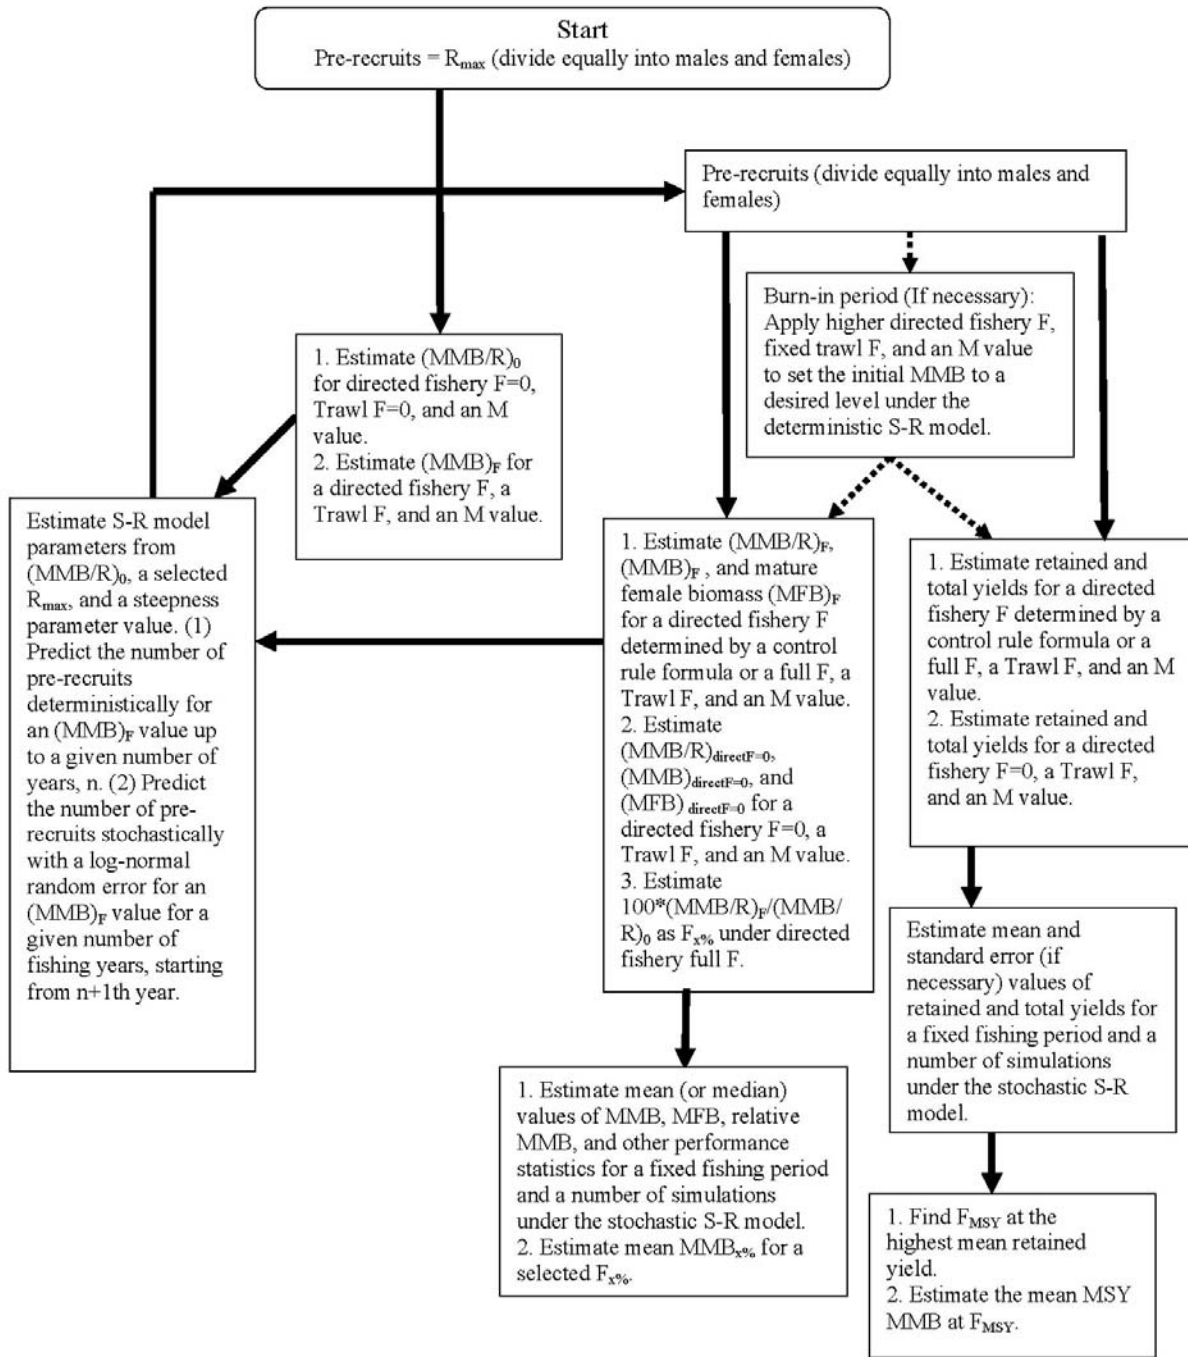 Start
Pre-recruits = Rmax (divide equally into males and females)
Pre-recruits (divide equally into males and
females)
Burn-in period (If necessary):
Apply higher directed fishery F,
fixed trawl F, and an M value
to set the initial MMB to a
desired level under the
deterministic S-R model.
1. Estimate (MMB/R)0
for directed fishery F=0,
Trawl F=0, and an M
value.
2. Estimate (MMB)F for
a directed fishery F, a
Trawl F, and an M value.
Estimate S-R model
parameters from
(MMB/R)0, a selected
Rmax, and a steepness
parameter value. (1)
Predict the number of
pre-recruits
deterministically for
an (MMB)F value up
to a given number of
years, n. (2) Predict
the number of pre-
recruits stochastically
with a log-normal
random error for an
(MMB)F value for a
given number of
fishing years, starting
from n+1th year.
1. Estimate (MMB/R)F,
(MMB)F , and mature
female biomass (MFB)F
for a directed fishery F
determined by a control
rule formula or a full F, a
Trawl F, and an M value.
2. Estimate
(MMB/R)directF=0,
(MMB)directF=0, and
(MFB) directF=0 for a
directed fishery F=0, a
Trawl F, and an M value.
3. Estimate
100*(MMB/R)F/(MMB/
R)0 as Fx% under directed
fishery full F.
1. Estimate retained and
total yields for a directed
fishery F determined by a
control rule formula or a
full F, a Trawl F, and an M
value.
2. Estimate retained and
total yields for a directed
fishery F=0, a Trawl F,
and an M value.
Estimate mean and
standard error (if
necessary) values of
retained and total yields for
a fixed fishing period and a
number of simulations
under the stochastic S-R
model.
1. Estimate mean (or median)
values of MMB, MFB, relative
MMB, and other performance
statistics for a fixed fishing period
and a number of simulations
under the stochastic S-R model.
2. Estimate mean MMBx% for a
selected Fx%.
1. Find FMSY at the
highest mean retained
yield.
2. Estimate the mean MSY
MMB at FMSY.